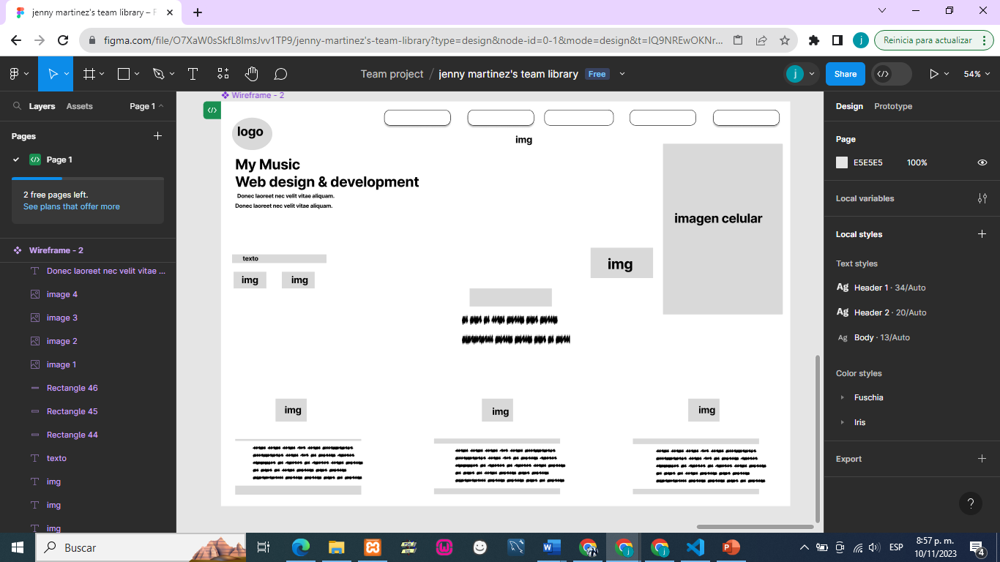 jenny martinez's team library – F
figma.com/file/O7XaW0sSkfL8ImsJvv1TP9/jenny-martinez's-team-library?type=design&node-id=0-1&mode=design&t=IQ9NREwOKNr...
Reinicia para actualizar
Team project / jenny martinez's team library Free
Share
54%
Layers Assets Page 1
Pages
Page 1
2 free pages left.
See plans that offer more
Wireframe - 2
Donec laoreet nec velit vitae ...
image 4
image 3
image 2
image 1
Rectangle 46
Rectangle 45
Rectangle 44
texto
img
img
img
Wireframe - 2
logo
img
My Music
Web design & development
Donec laoreet nec velit vitae aliquam.
Donec laoreet nec velit vitae aliquam.
imagen celular
texto
img
img
img
img
img
img
Design Prototype
Page
E5E5E5 100%
Local variables
Local styles
Text styles
Ag Header 1 · 34/Auto
Ag Header 2 · 20/Auto
Ag Body · 13/Auto
Color styles
Fuschia
Iris
Export
?
Buscar
ESP
8:57 p. m.
10/11/2023
4